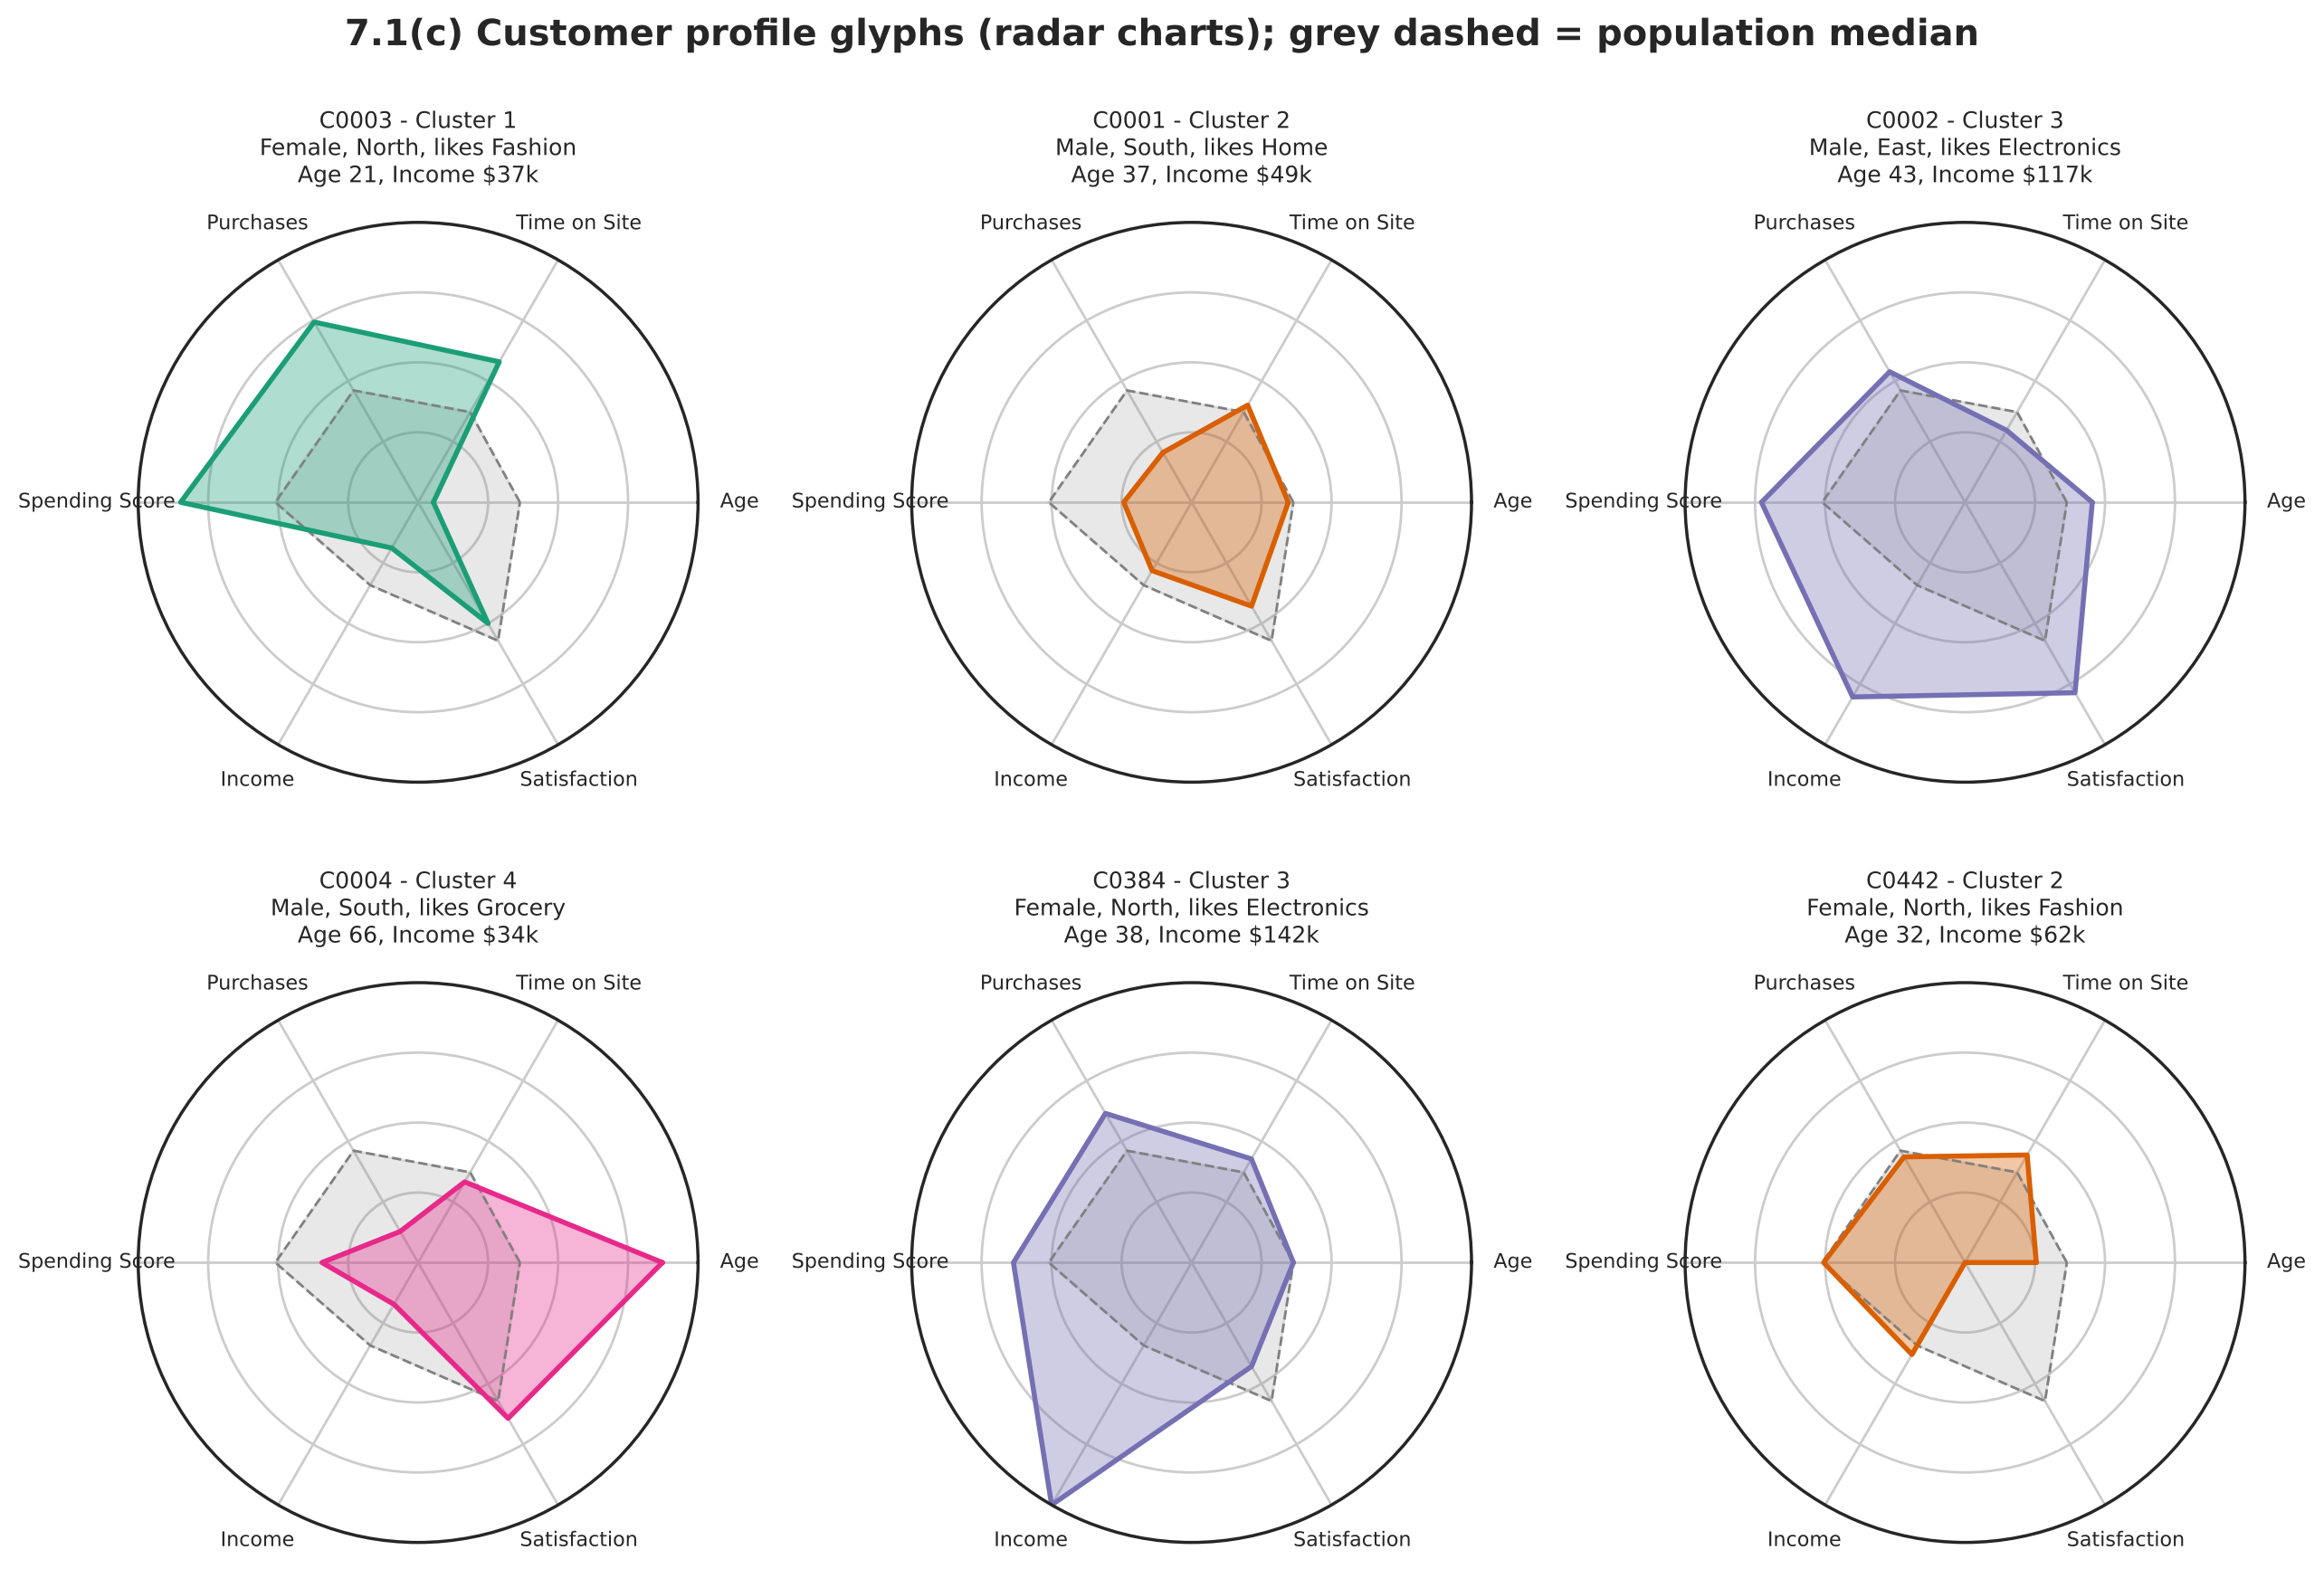 7.1(c) Customer profile glyphs (radar charts); grey dashed = population median
C0003 - Cluster 1
Female, North, likes Fashion
Age 21, Income $37k
Purchases
Time on Site
Spending Score
Age
Income
Satisfaction
C0001 - Cluster 2
Male, South, likes Home
Age 37, Income $49k
Purchases
Time on Site
Spending Score
Age
Income
Satisfaction
C0002 - Cluster 3
Male, East, likes Electronics
Age 43, Income $117k
Purchases
Time on Site
Spending Score
Age
Income
Satisfaction
C0004 - Cluster 4
Male, South, likes Grocery
Age 66, Income $34k
Purchases
Time on Site
Spending Score
Age
Income
Satisfaction
C0384 - Cluster 3
Female, North, likes Electronics
Age 38, Income $142k
Purchases
Time on Site
Spending Score
Age
Income
Satisfaction
C0442 - Cluster 2
Female, North, likes Fashion
Age 32, Income $62k
Purchases
Time on Site
Spending Score
Age
Income
Satisfaction